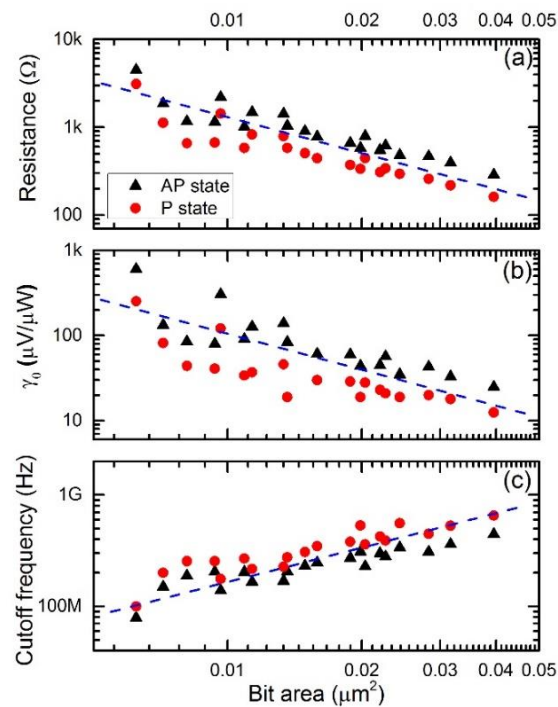 0.01 0.02 0.03 0.04 0.05
(a)
10k
1k
100
Resistance (Ω)
AP state
P state
(b)
1k
100
10
γ₀ (μV/μW)
(c)
1G
100M
Cutoff frequency (Hz)
0.01 0.02 0.03 0.04 0.05
Bit area (μm²)